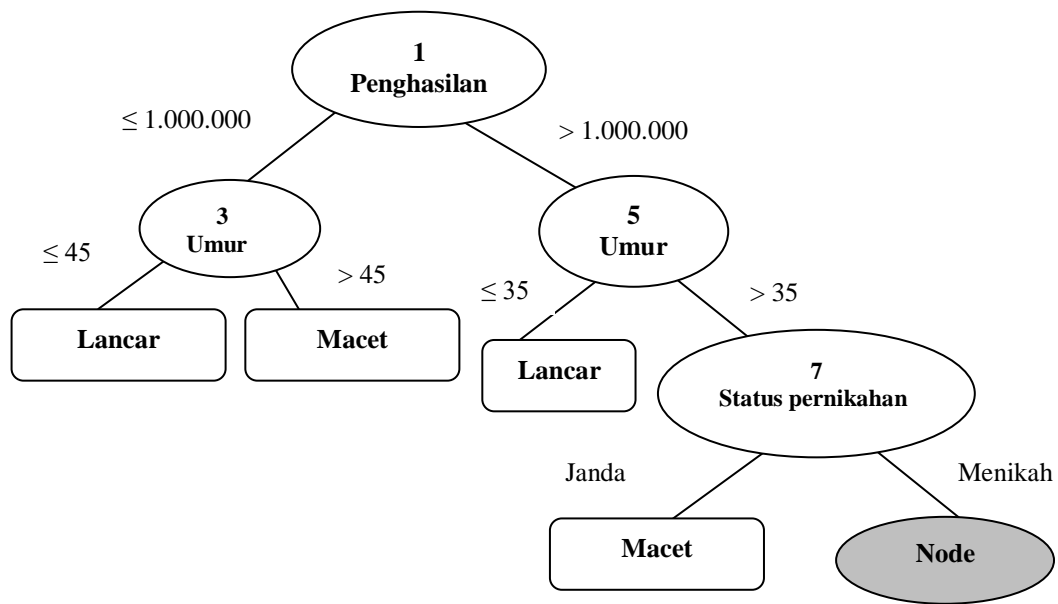 1
Penghasilan
≤ 1.000.000
> 1.000.000
3
Umur
5
Umur
≤ 45
> 45
≤ 35
> 35
Lancar
Macet
Lancar
7
Status pernikahan
Janda
Menikah
Macet
Node